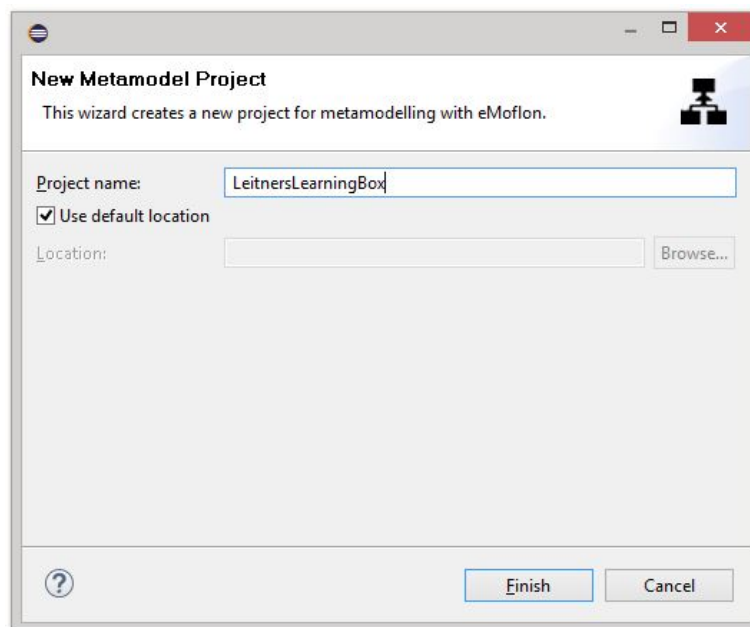 New Metamodel Project
This wizard creates a new project for metamodelling with eMoflon.
Project name: LeitnersLearningBox
Use default location
Location: Browse...
? Finish Cancel